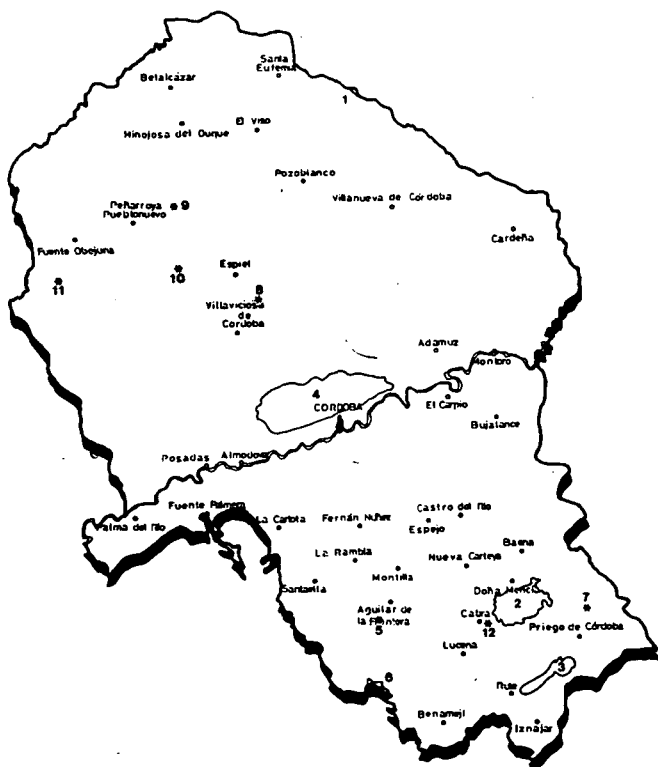 Santa
Eufemia
Belalcázar
1
Hinojosa del Duque
El Viso
Pozoblanco
Villanueva de Córdoba
Peñarroya
Pueblonuevo
9
Cardeña
Fuente Obejuna
11
10
Espiel
8
Villaviciosa
de
Cordoba
Adamuz
Montoro
4
CORDOBA
El Carpio
Bujalance
Posadas
Almodovar
Palma del Río
Fuente Palmera
La Carlota
Fernán Núñez
Castro del Río
Espejo
La Rambla
Nueva Carteya
Baena
Montilla
Santaella
Doña Mencía
2
7
Aguilar de
la Frontera
5
Cabra
12
Priego de Córdoba
Lucena
3
6
Rute
Benamejí
Iznájar